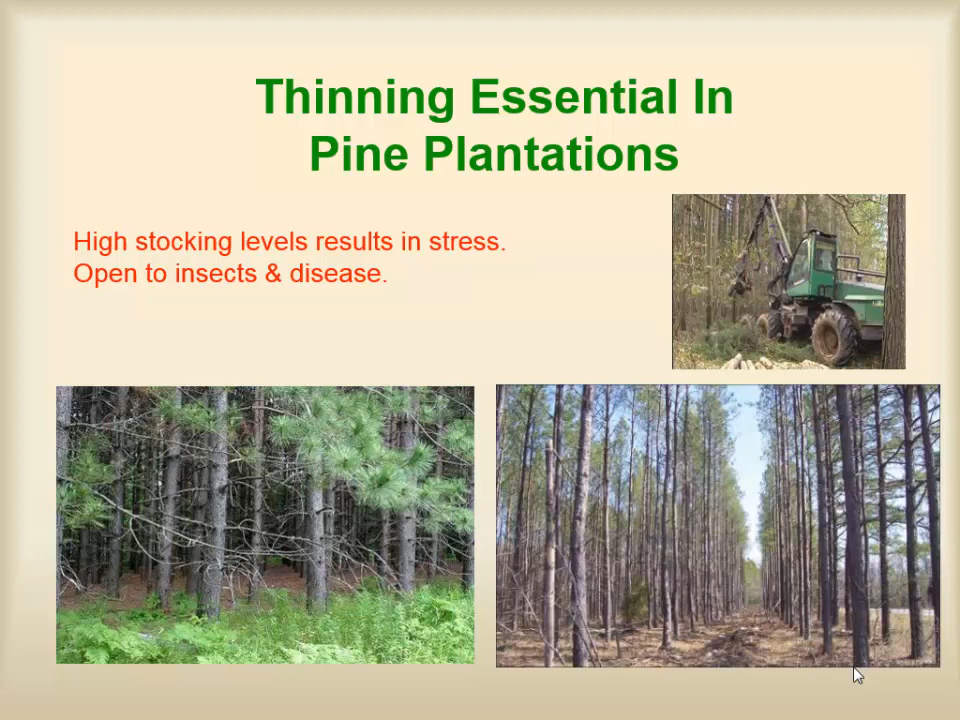 Thinning Essential In
Pine Plantations
High stocking levels results in stress.
Open to insects & disease.